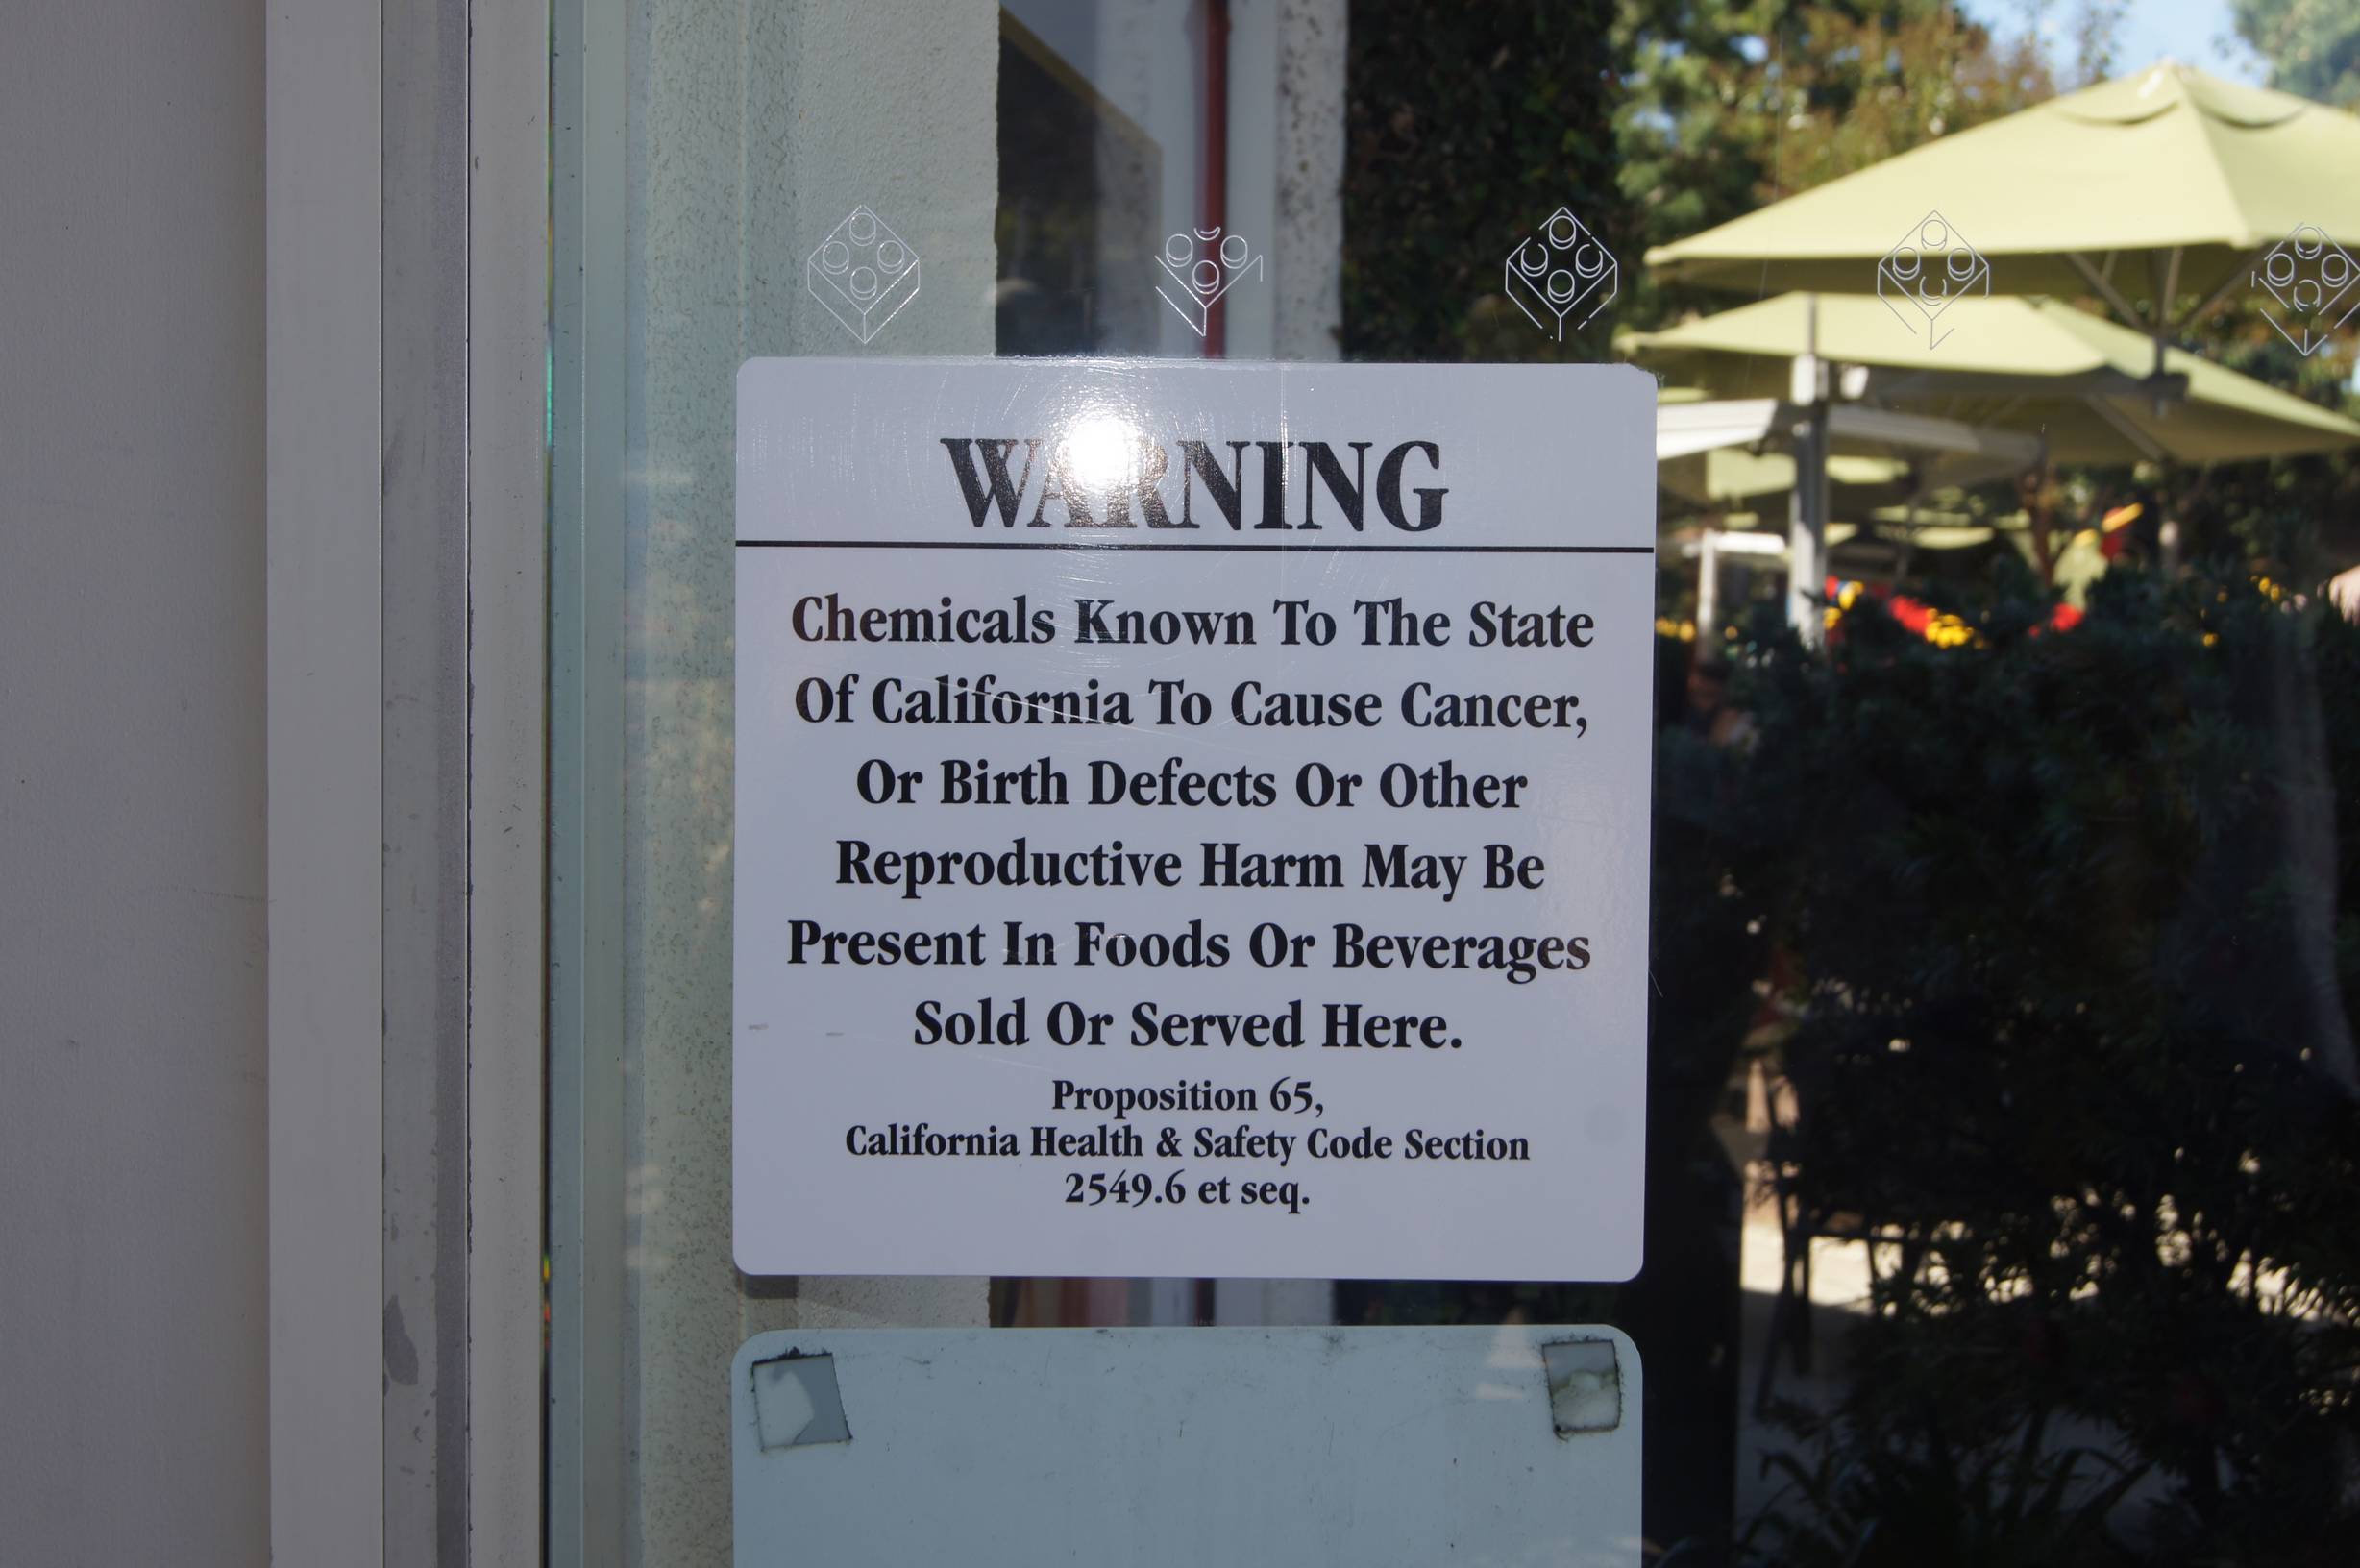 WARNING
Chemicals Known To The State
Of California To Cause Cancer,
Or Birth Defects Or Other
Reproductive Harm May Be
Present In Foods Or Beverages
Sold Or Served Here.
Proposition 65,
California Health & Safety Code Section
2549.6 et seq.